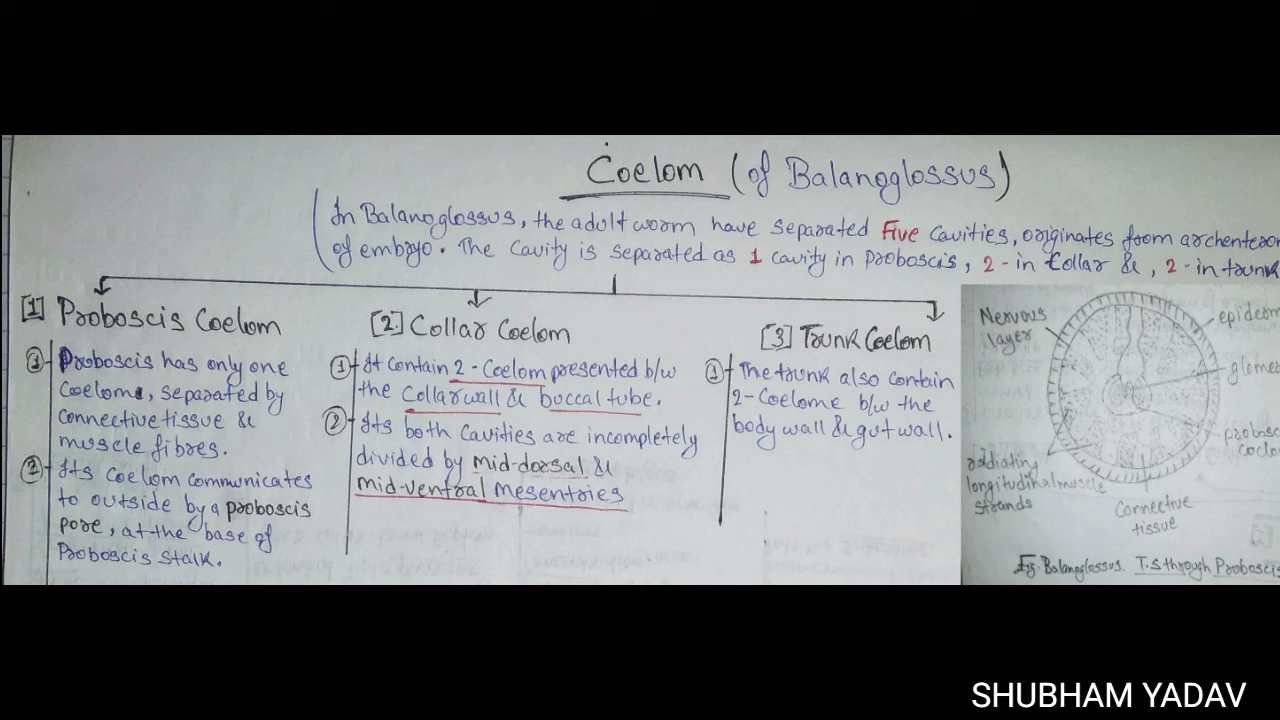 Coelom (of Balanoglossus)
In Balanoglossus, the adult worm have separated Five cavities, originates from archenteron
of embryo. The cavity is separated as 1 cavity in proboscis, 2-in Collar &, 2-in trunk
[1] Proboscis Coelom
① Proboscis has only one
Coelome, separated by
connective tissue &
muscle fibres.
② Its coelom communicates
to outside by a proboscis
pore, at the base of
Proboscis stalk.
[2] Collar Coelom
① It contain 2-Coelom presented b/w
the Collar wall & buccal tube.
② Its both cavities are incompletely
divided by mid-dorsal &
mid-ventral mesentries
[3] Trunk Coelom
① The trunk also contain
2-Coelome b/w the
body wall & gut wall.
Nervous
layer
epiderm
glome
probosc
coelo
radiating
longitudinal muscle
strands
Connective
tissue
Fig. Balanoglossus. T.S through Proboscis
SHUBHAM YADAV